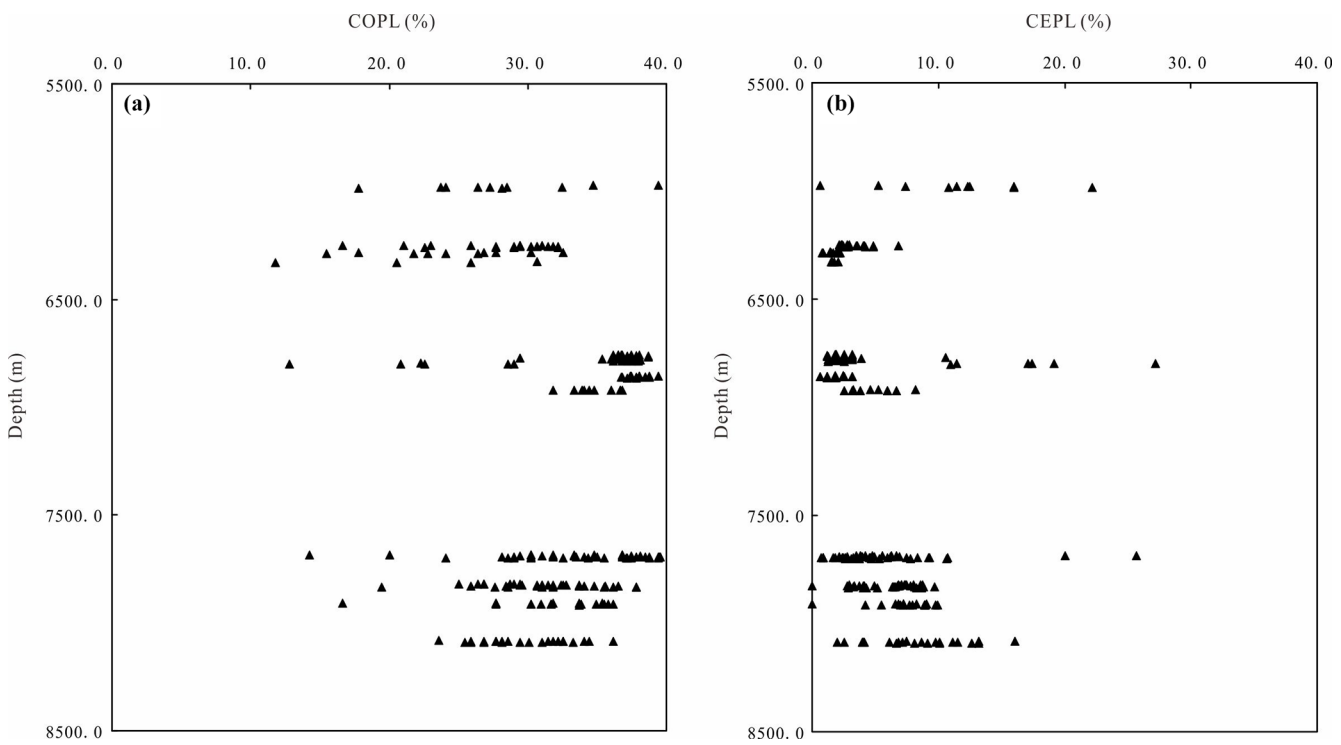 COPL (%)
0. 0 10. 0 20. 0 30. 0 40. 0
5500. 0
(a)
6500. 0
Depth (m)
7500. 0
8500. 0
CEPL (%)
0. 0 10. 0 20. 0 30. 0 40. 0
5500. 0
(b)
6500. 0
Depth (m)
7500. 0
8500. 0